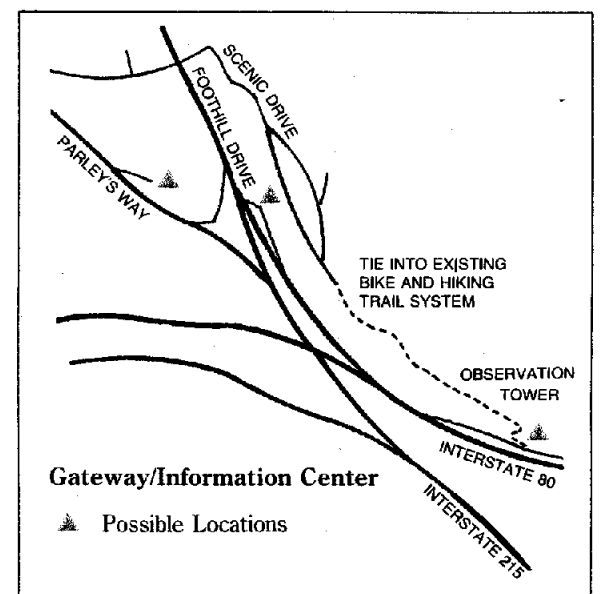 SCENIC DRIVE
FOOTHILL DRIVE
PARLEY'S WAY
TIE INTO EXISTING
BIKE AND HIKING
TRAIL SYSTEM
OBSERVATION
TOWER
INTERSTATE 80
Gateway/Information Center
INTERSTATE 215
Possible Locations